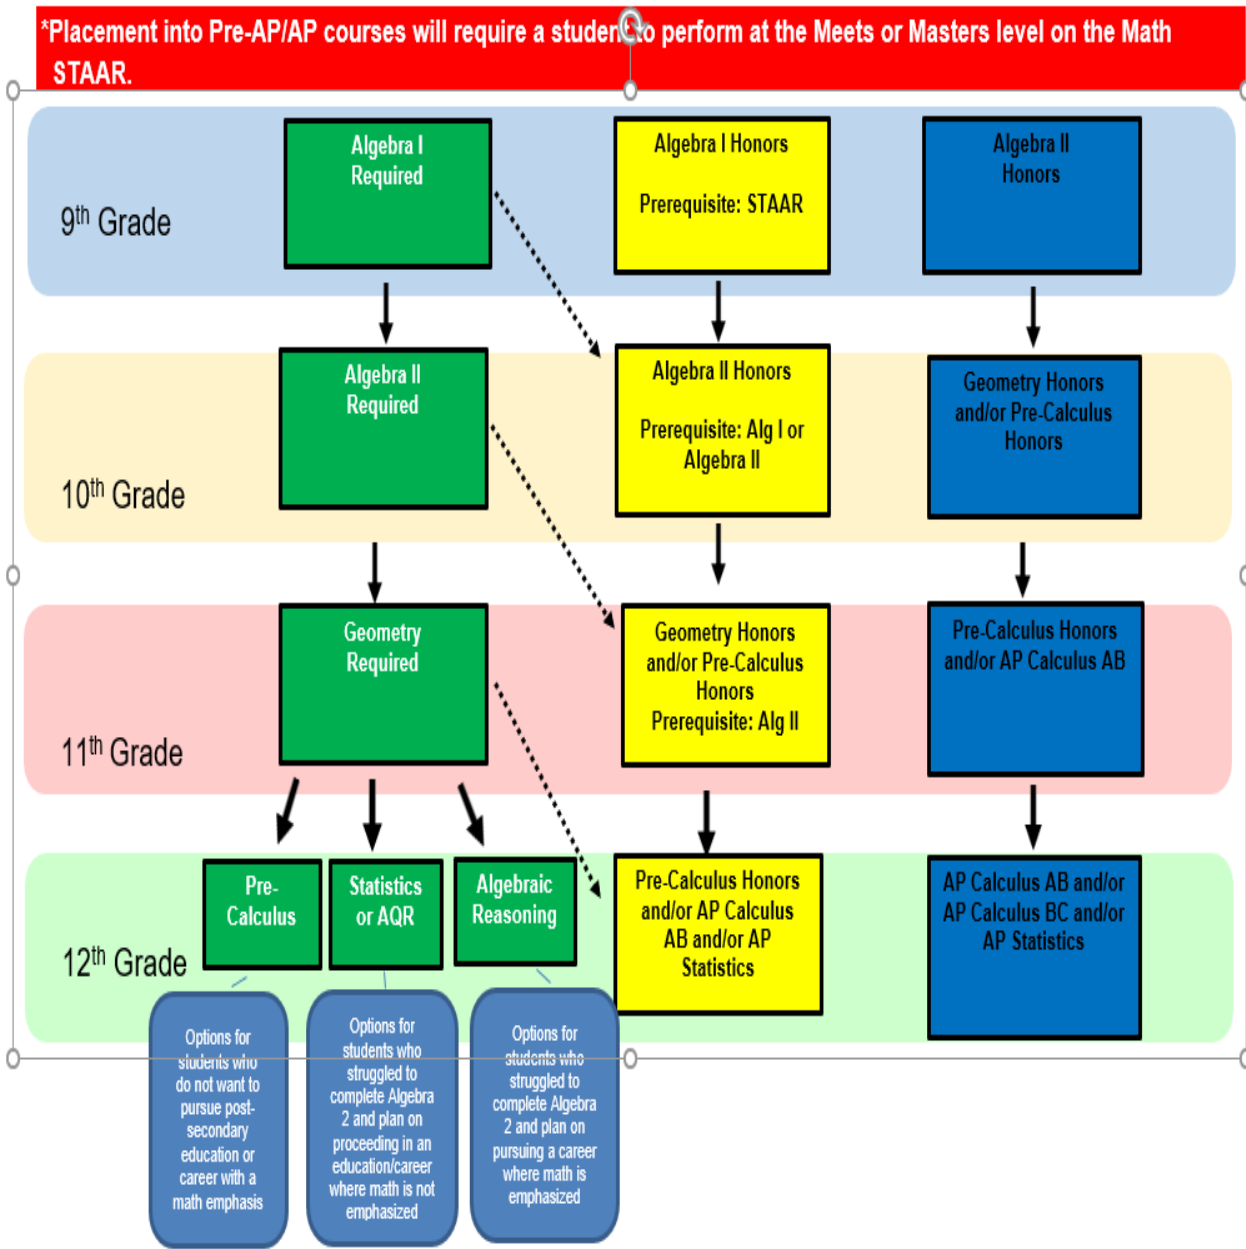 *Placement into Pre-AP/AP courses will require a student to perform at the Meets or Masters level on the Math
STAAR.
9th Grade
Algebra I
Required
Algebra I Honors
Prerequisite: STAAR
Algebra II
Honors
10th Grade
Algebra II
Required
Algebra II Honors
Prerequisite: Alg I or
Algebra II
Geometry Honors
and/or Pre-Calculus
Honors
11th Grade
Geometry
Required
Geometry Honors
and/or Pre-Calculus
Honors
Prerequisite: Alg II
Pre-Calculus Honors
and/or AP Calculus AB
12th Grade
Pre-
Calculus
Statistics
or AQR
Algebraic
Reasoning
Pre-Calculus Honors
and/or AP Calculus
AB and/or AP
Statistics
AP Calculus AB and/or
AP Calculus BC and/or
AP Statistics
Options for
students who
do not want to
pursue post-
secondary
education or
career with a
math emphasis
Options for
students who
struggled to
complete Algebra
2 and plan on
proceeding in an
education/career
where math is not
emphasized
Options for
students who
struggled to
complete Algebra
2 and plan on
pursuing a career
where math is
emphasized